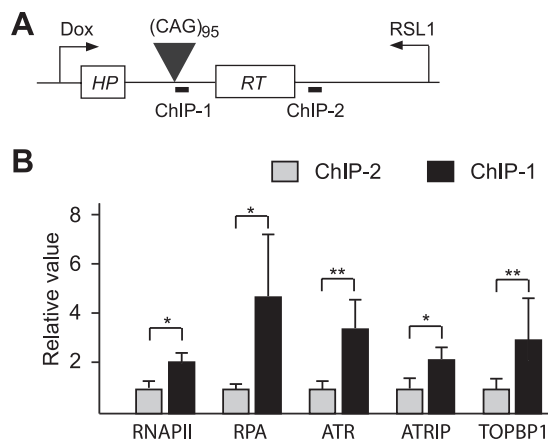 A
Dox
(CAG)95
RSL1
HP
RT
ChIP-1
ChIP-2
B
ChIP-2
ChIP-1
Relative value
8
6
4
2
*
*
**
*
**
RNAPII
RPA
ATR
ATRIP
TOPBP1